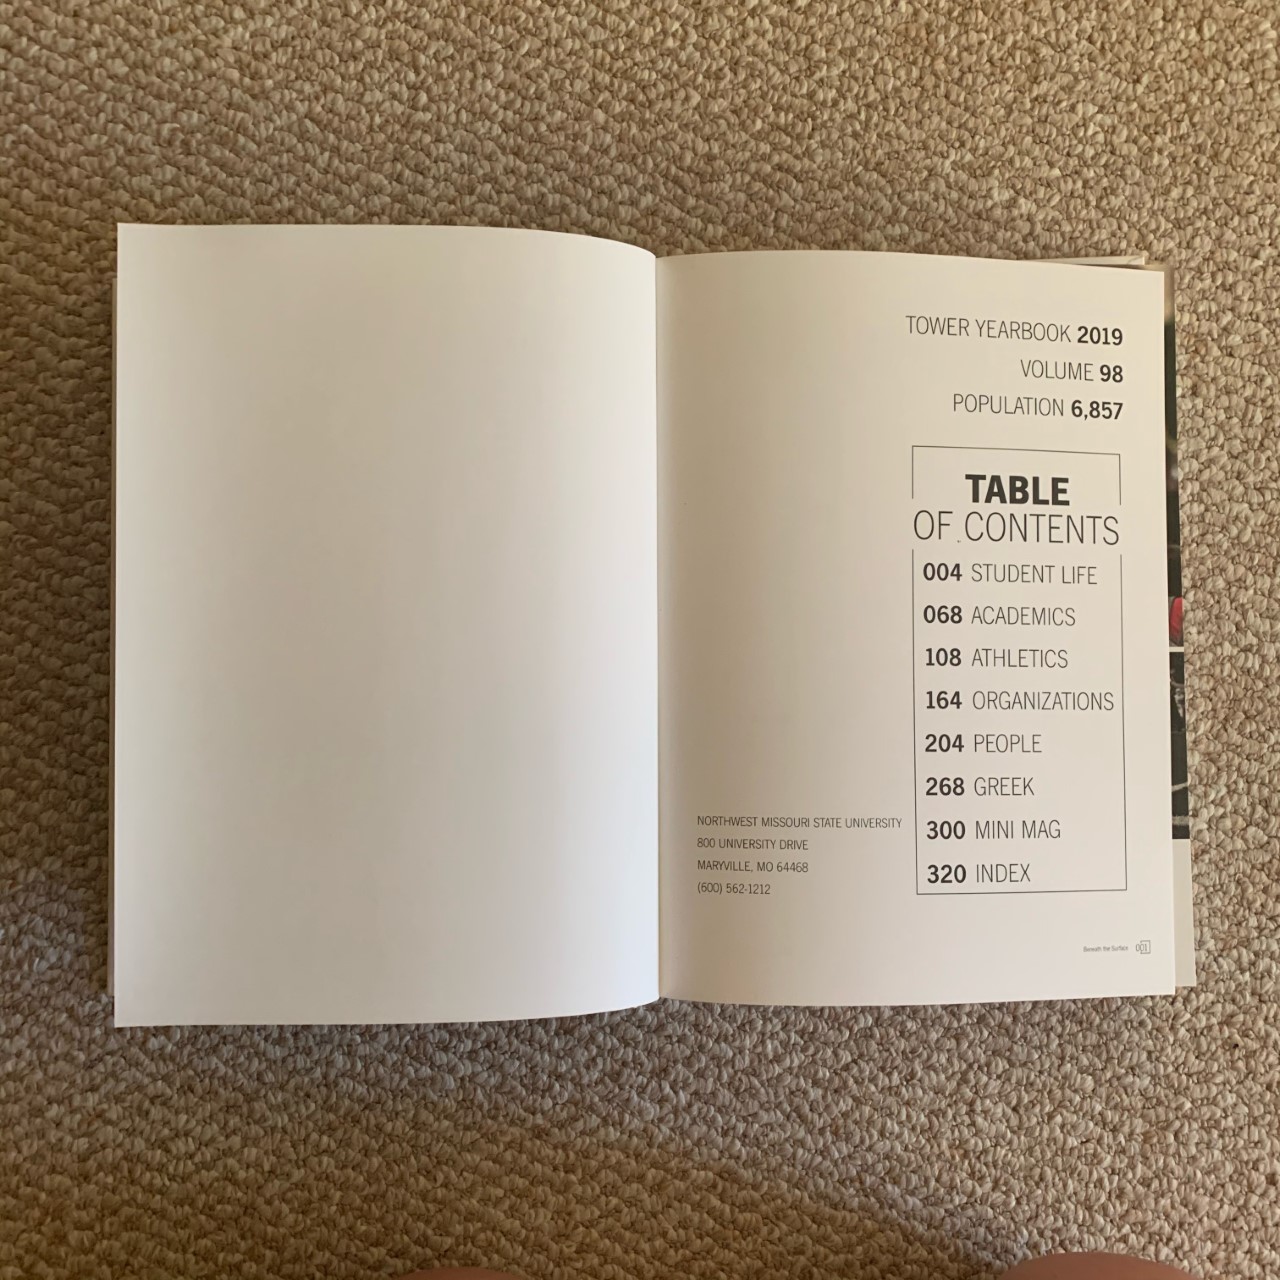 TOWER YEARBOOK 2019
VOLUME 98
POPULATION 6,857
TABLE
OF CONTENTS
004 STUDENT LIFE
068 ACADEMICS
108 ATHLETICS
164 ORGANIZATIONS
204 PEOPLE
268 GREEK
300 MINI MAG
320 INDEX
NORTHWEST MISSOURI STATE UNIVERSITY
800 UNIVERSITY DRIVE
MARYVILLE, MO 64468
(600) 562-1212
Beneath the Surface 001